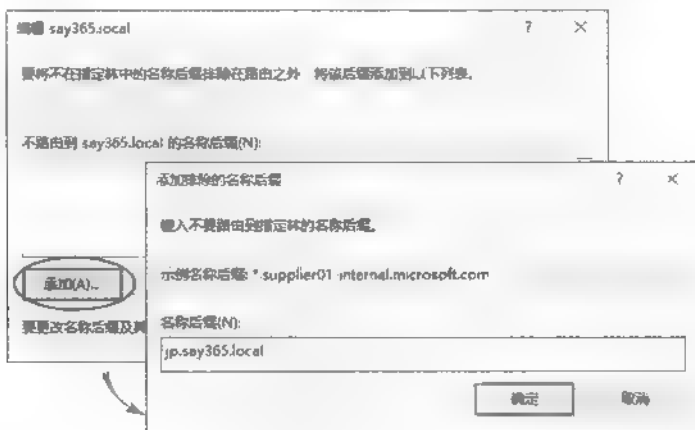 编辑 say365.local
要将不在指定林中的名称后缀排除在路由之外 将该后缀添加到以下列表。
不路由到 say365.local 的名称后缀(N):
添加(A)...
要更改名称后缀及其
添加排除的名称后缀
键入不要路由到指定林的名称后缀。
示例名称后缀: *.supplier01-internal.microsoft.com
名称后缀(N):
jp.say365.local
确定
取消